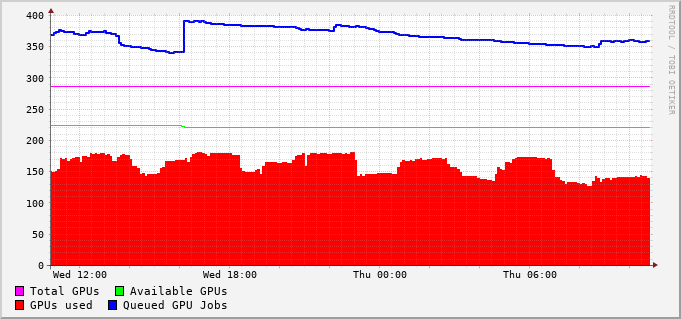 400
350
300
250
200
150
100
50
0
Wed 12:00 Wed 18:00 Thu 00:00 Thu 06:00
Total GPUs Available GPUs
GPUs used Queued GPU Jobs
RRDTOOL / TOBI OETIKER